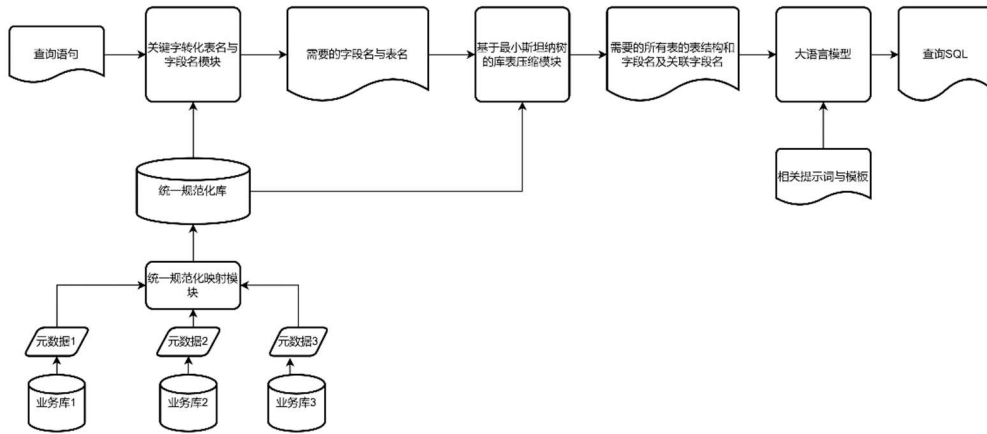 查询语句
关键字转化表名与
字段名模块
需要的字段名与表名
基于最小斯坦纳树
的库表压缩模块
需要的所有表的表结构和
字段名及关联字段名
大语言模型
查询SQL
统一规范化库
相关提示词与模板
统一规范化映射模
块
元数据1
元数据2
元数据3
业务库1
业务库2
业务库3